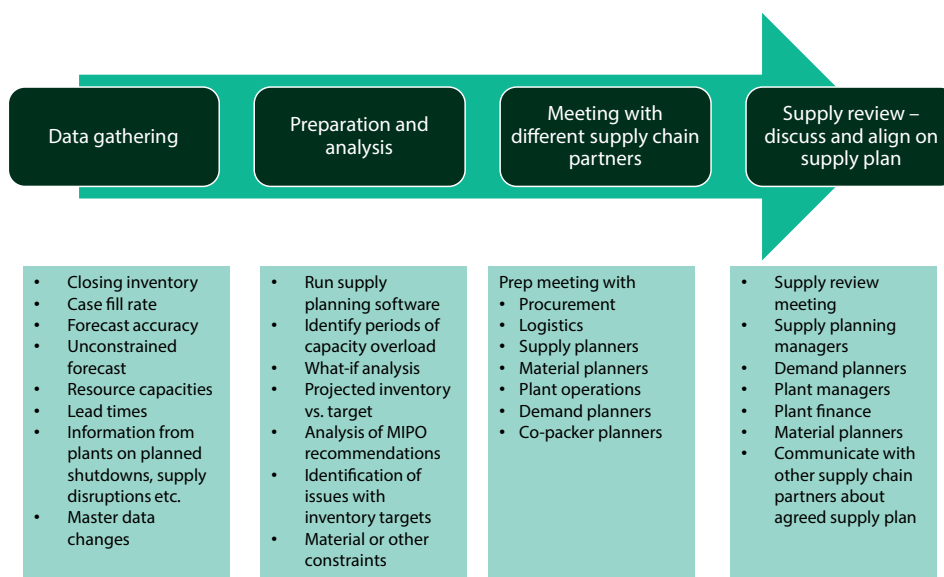 Data gathering
Preparation and
analysis
Meeting with
different supply chain
partners
Supply review –
discuss and align on
supply plan
• Closing inventory
• Case fill rate
• Forecast accuracy
• Unconstrained
forecast
• Resource capacities
• Lead times
• Information from
plants on planned
shutdowns, supply
disruptions etc.
• Master data
changes
• Run supply
planning software
• Identify periods of
capacity overload
• What-if analysis
• Projected inventory
vs. target
• Analysis of MIPO
recommendations
• Identification of
issues with
inventory targets
• Material or other
constraints
Prep meeting with
• Procurement
• Logistics
• Supply planners
• Material planners
• Plant operations
• Demand planners
• Co-packer planners
• Supply review
meeting
• Supply planning
managers
• Demand planners
• Plant managers
• Plant finance
• Material planners
• Communicate with
other supply chain
partners about
agreed supply plan